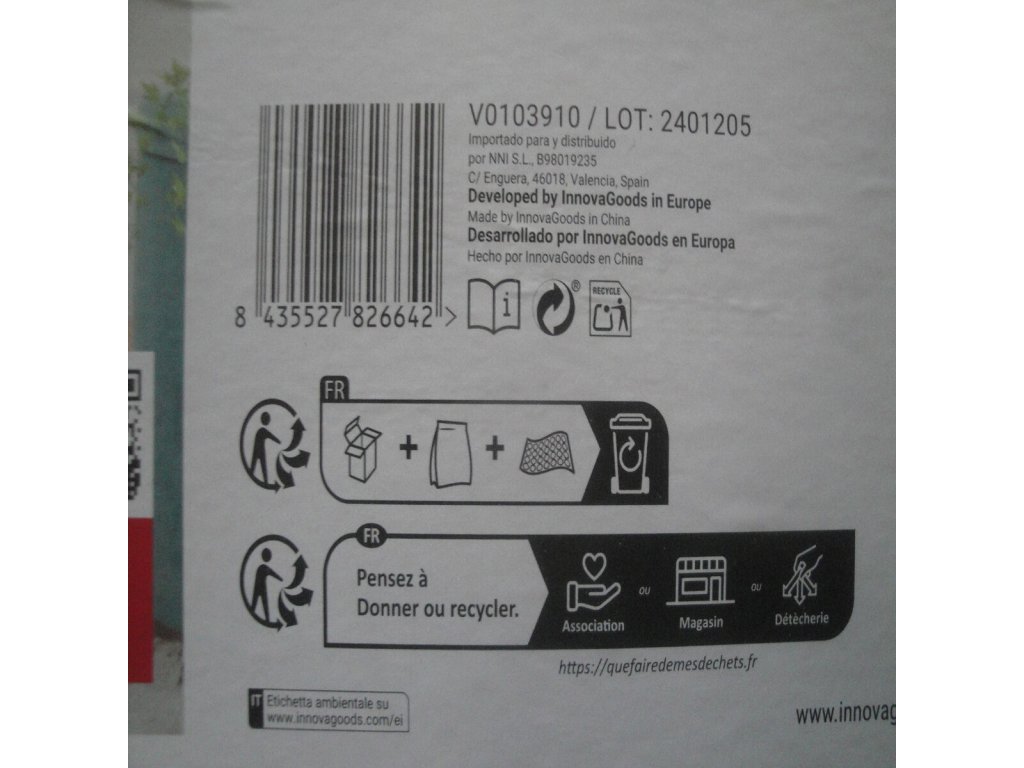 V0103910 / LOT: 2401205
Importado para y distribuido
por NNI S.L., B98019235
C/ Enguera, 46018, Valencia, Spain
Developed by InnovaGoods in Europe
Made by InnovaGoods in China
Desarrollado por InnovaGoods en Europa
Hecho por InnovaGoods en China
8 435527 826642 >
i
®
RECYCLE
FR
+ +
FR
Pensez à
Donner ou recycler.
Association ou Magasin ou Détècherie
https://quefairedemesdechets.fr
IT Etichetta ambientale su
www.innovagoods.com/ei
www.innovag